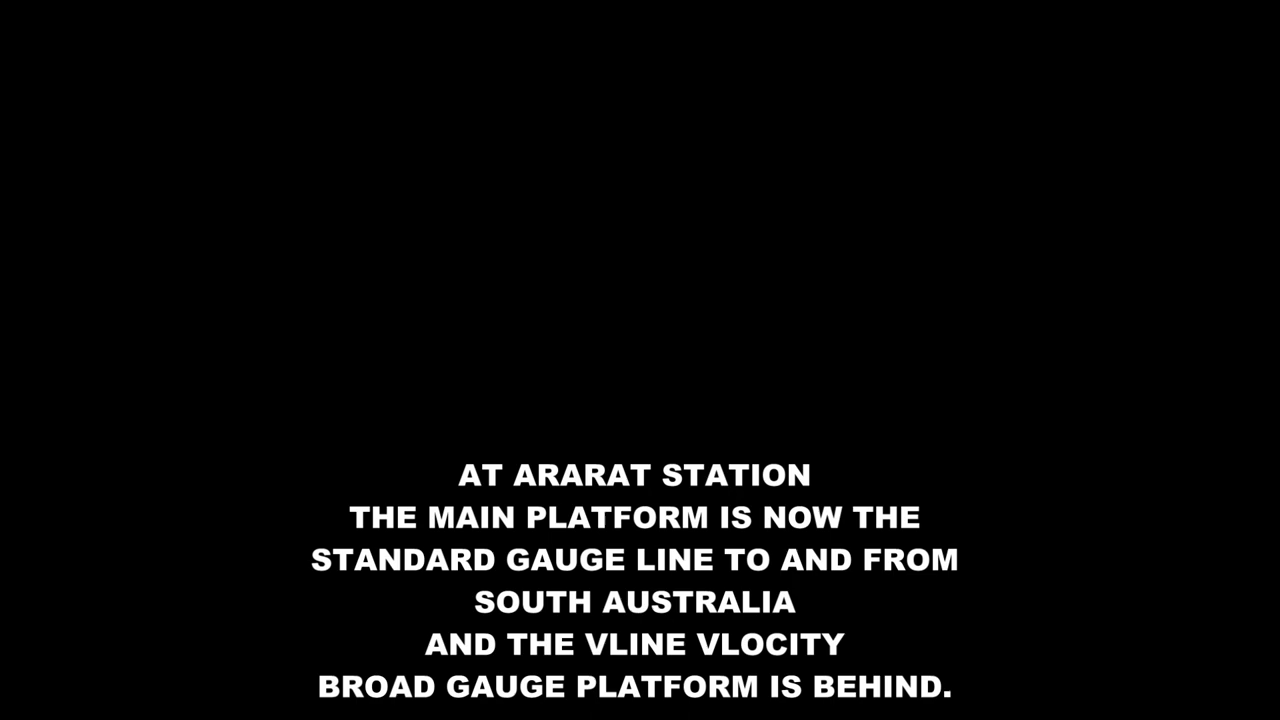 AT ARARAT STATION
THE MAIN PLATFORM IS NOW THE
STANDARD GAUGE LINE TO AND FROM
SOUTH AUSTRALIA
AND THE VLINE VLOCITY
BROAD GAUGE PLATFORM IS BEHIND.